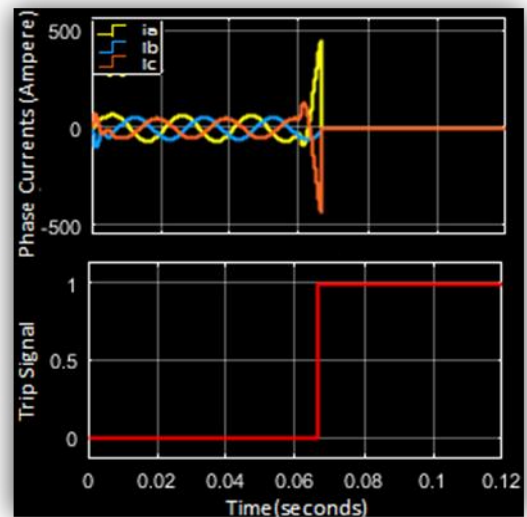 Phase Currents (Ampere)
500
0
-500
ia
Ib
Ic
Trip Signal
1
0.5
0
0
0.02
0.04
0.06
0.08
0.1
0.12
Time(seconds)